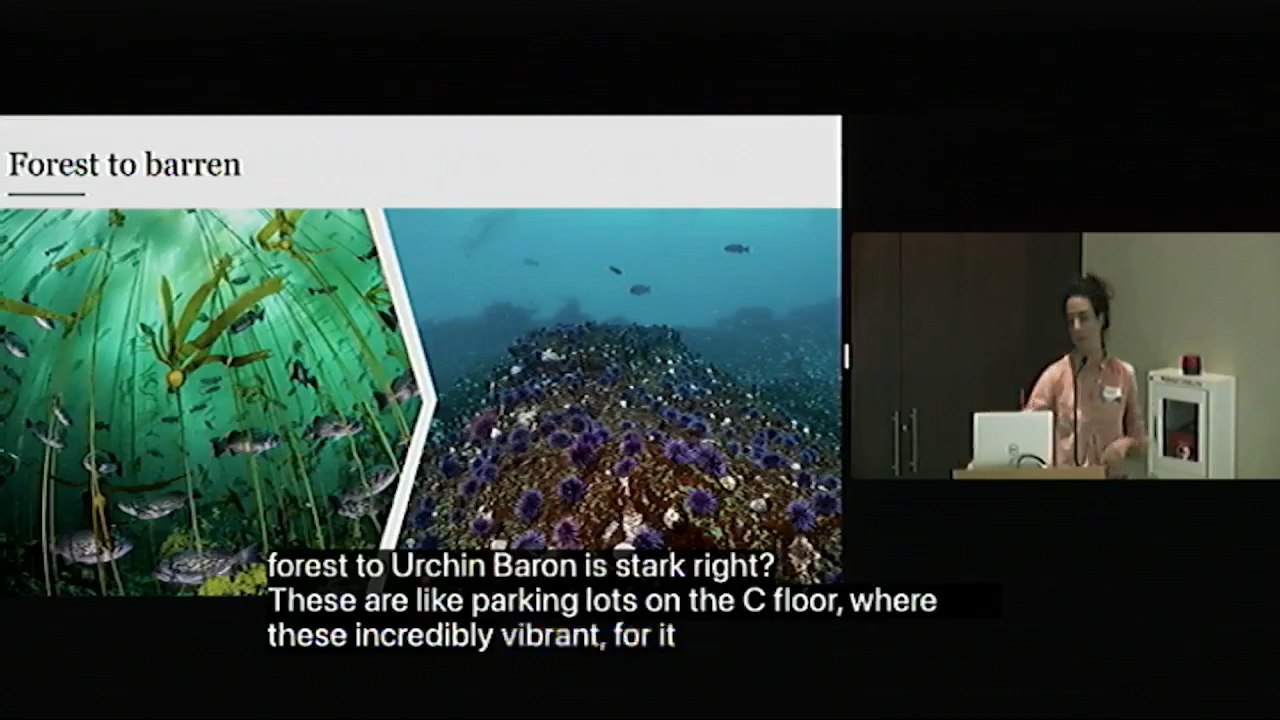 Forest to barren
forest to Urchin Baron is stark right?
These are like parking lots on the C floor, where
these incredibly vibrant, for it